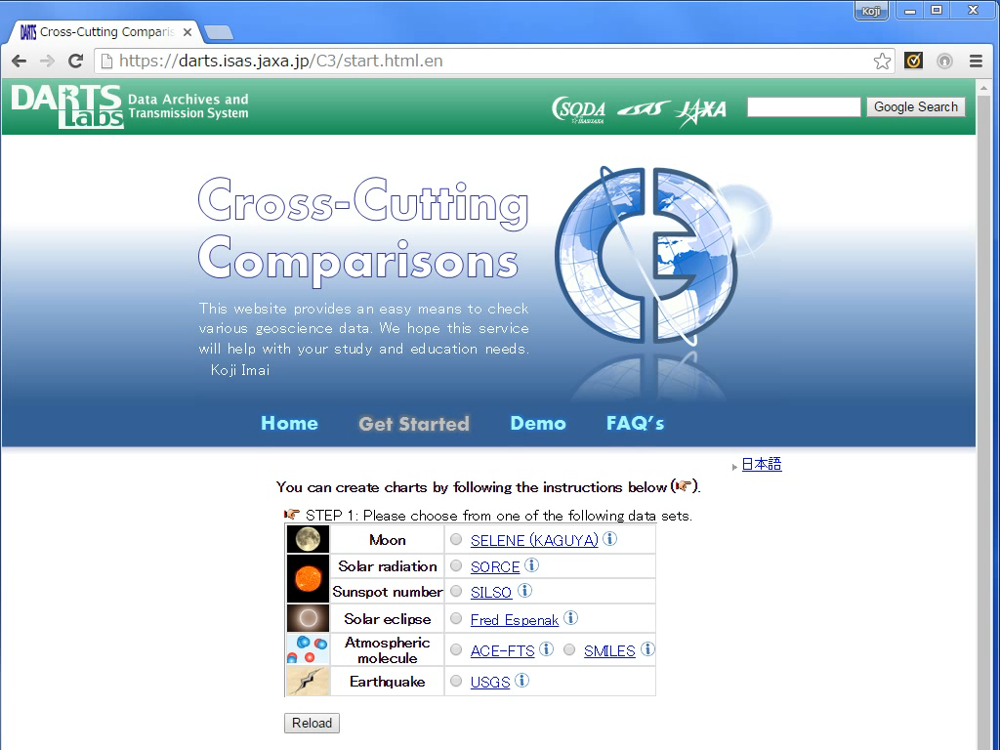 Koji
DARTS Cross-Cutting Comparis
https://darts.isas.jaxa.jp/C3/start.html.en
DARTS Labs
Data Archives and
Transmission System
SODA
ISAS/JAXA
ISAS
JAXA
Google Search
Cross-Cutting
Comparisons
C3
This website provides an easy means to check
various geoscience data. We hope this service
will help with your study and education needs.
Koji Imai
Home Get Started Demo FAQ's
日本語
You can create charts by following the instructions below (☞).
STEP 1: Please choose from one of the following data sets.
Moon SELENE (KAGUYA)
Solar radiation SORCE
Sunspot number SILSO
Solar eclipse Fred Espenak
Atmospheric
molecule
ACE-FTS SMILES
Earthquake USGS
Reload